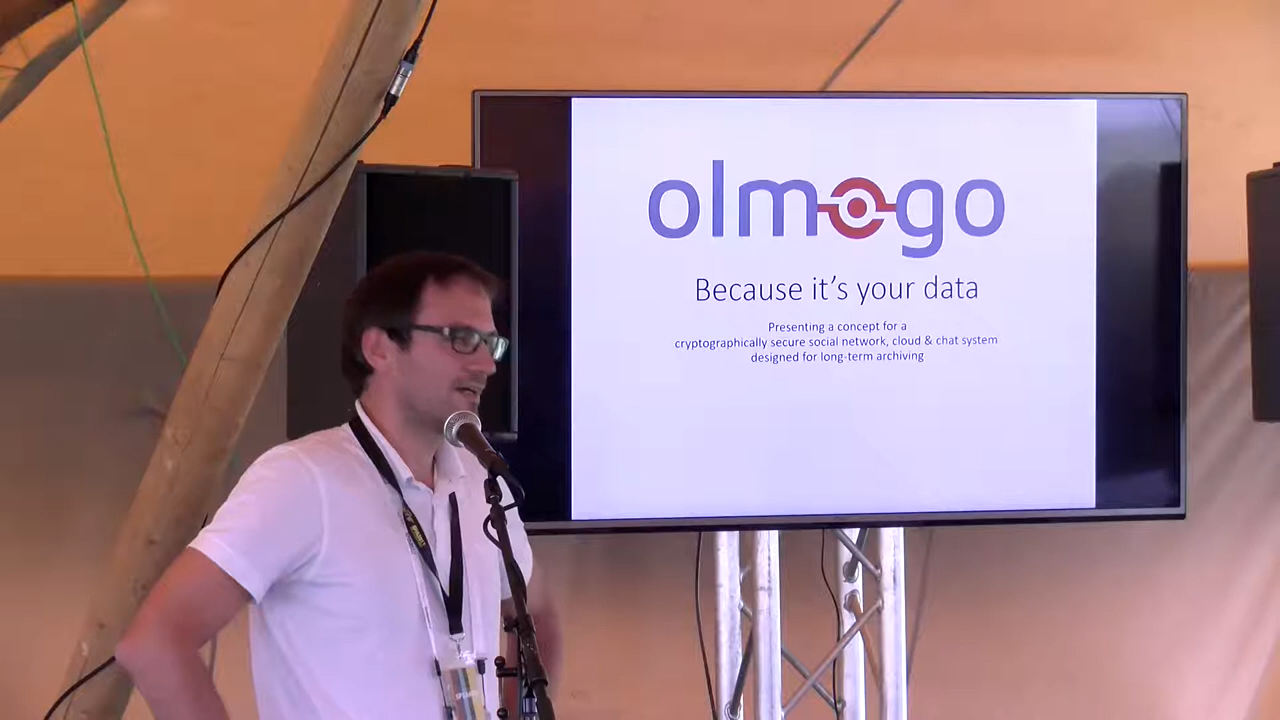 olmogo
Because it's your data
Presenting a concept for a
cryptographically secure social network, cloud & chat system
designed for long-term archiving